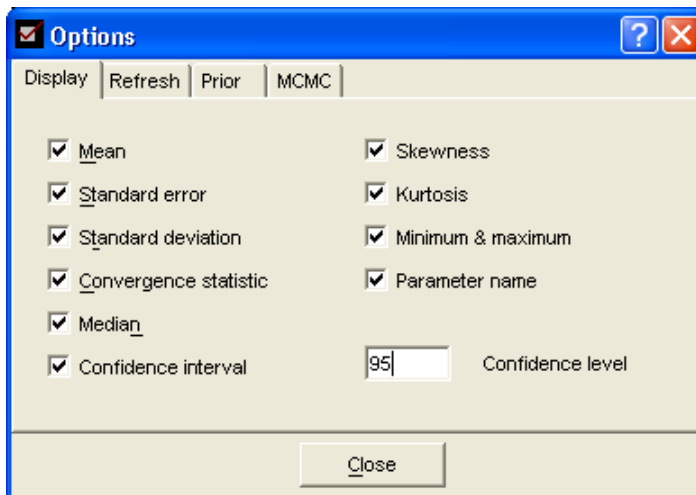 Options
Display Refresh Prior MCMC
Mean
Standard error
Standard deviation
Convergence statistic
Median
Confidence interval
Skewness
Kurtosis
Minimum & maximum
Parameter name
95 Confidence level
Close